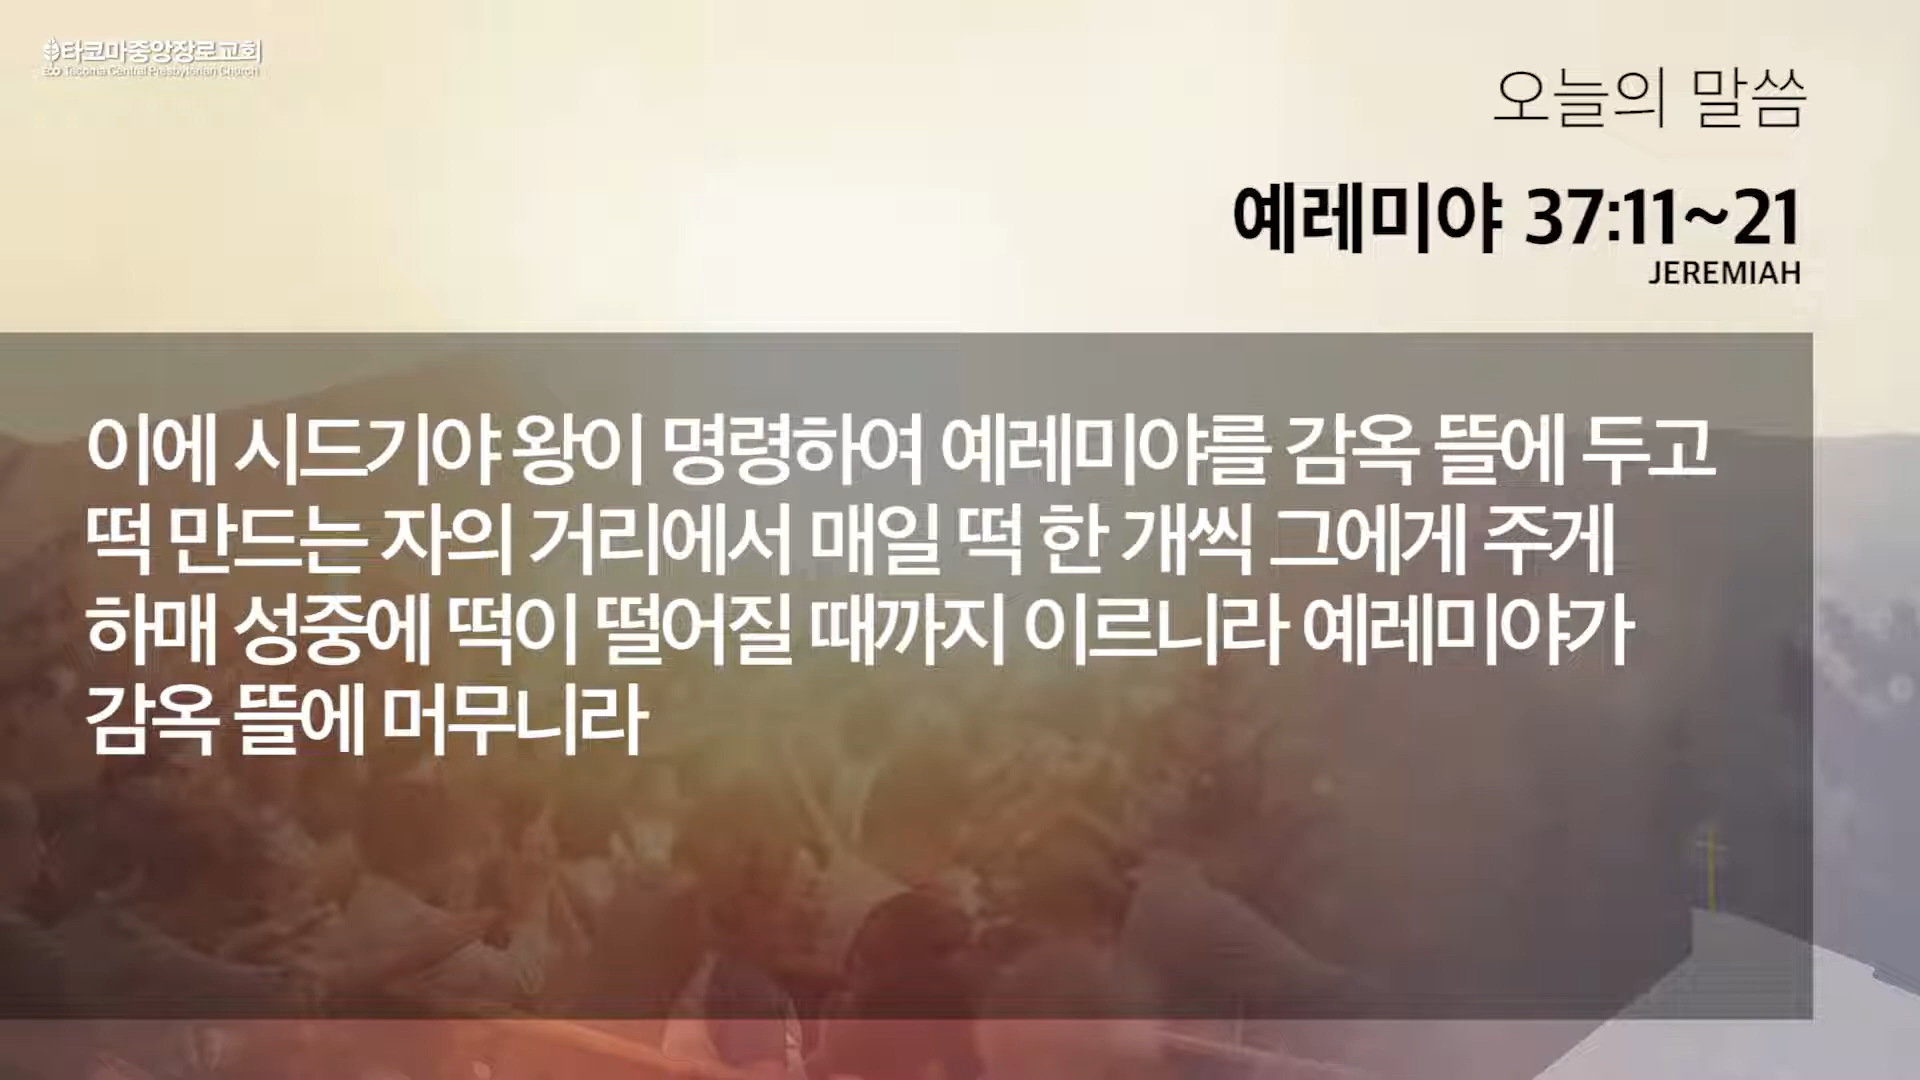 타코마중앙장로교회
ECO Tacoma Central Presbyterian Church
오늘의 말씀
예레미야 37:11~21
JEREMIAH
이에 시드기야 왕이 명령하여 예레미야를 감옥 뜰에 두고
떡 만드는 자의 거리에서 매일 떡 한 개씩 그에게 주게
하매 성중에 떡이 떨어질 때까지 이르니라 예레미야가
감옥 뜰에 머무니라